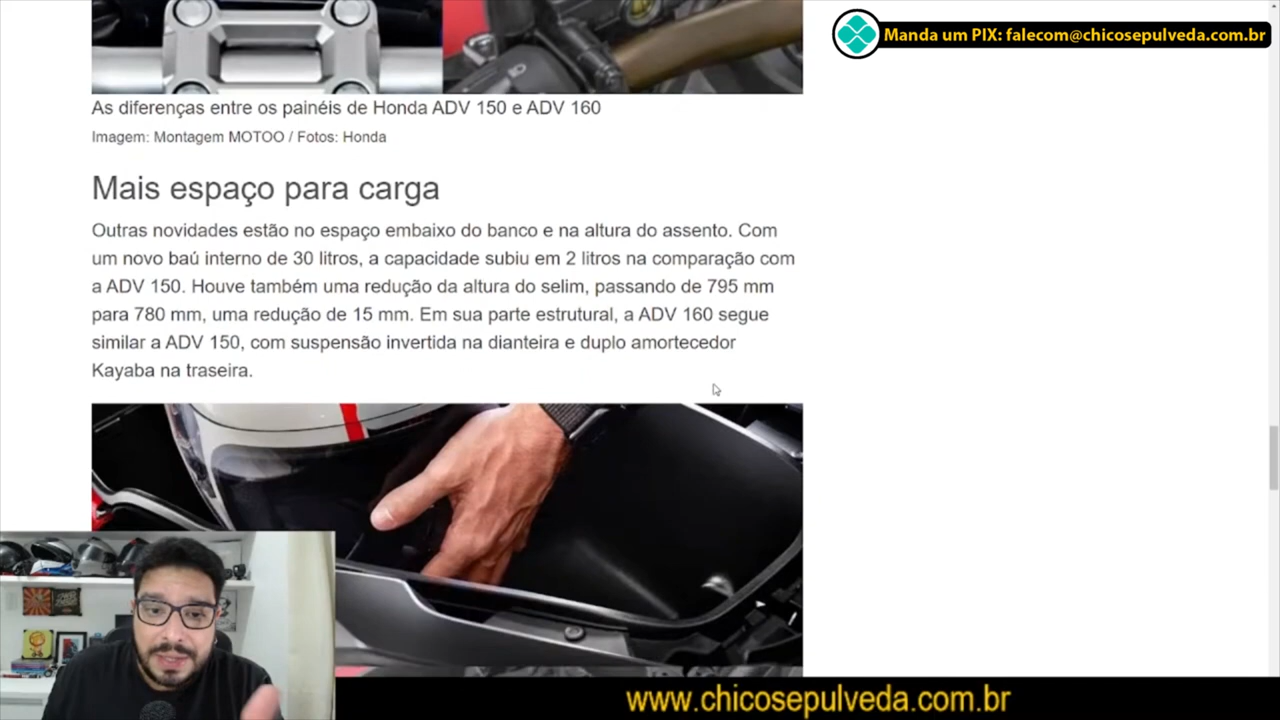 Manda um PIX: falecom@chicosepulveda.com.br
As diferenças entre os painéis de Honda ADV 150 e ADV 160
Imagem: Montagem MOTOO / Fotos: Honda
Mais espaço para carga
Outras novidades estão no espaço embaixo do banco e na altura do assento. Com
um novo baú interno de 30 litros, a capacidade subiu em 2 litros na comparação com
a ADV 150. Houve também uma redução da altura do selim, passando de 795 mm
para 780 mm, uma redução de 15 mm. Em sua parte estrutural, a ADV 160 segue
similar a ADV 150, com suspensão invertida na dianteira e duplo amortecedor
Kayaba na traseira.
www.chicosepulveda.com.br